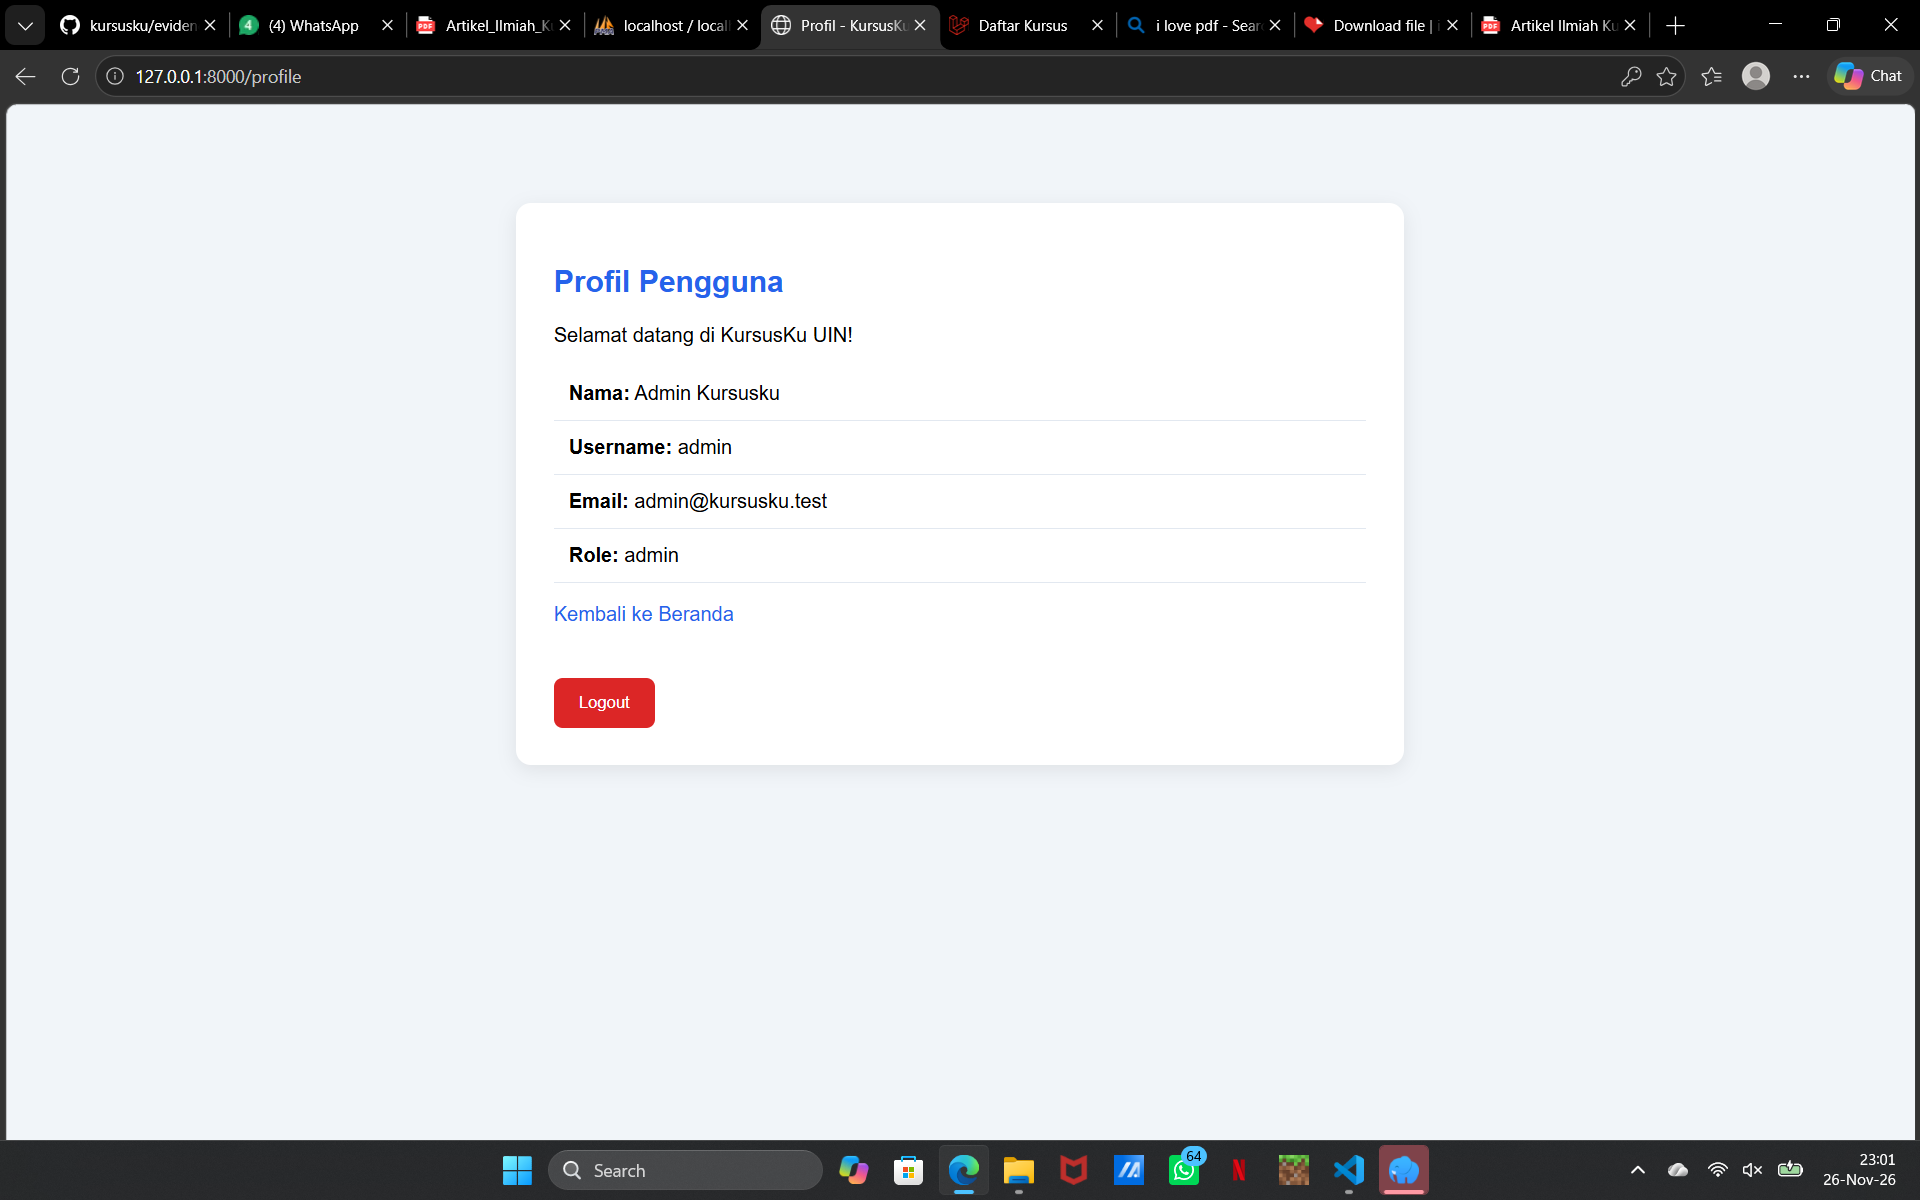 kursusku/eviden
4 (4) WhatsApp
Artikel_Ilmiah_K
localhost / local
Profil - KursusKu
Daftar Kursus
i love pdf - Sear
Download file |
Artikel Ilmiah Ku
127.0.0.1:8000/profile
Chat
Profil Pengguna
Selamat datang di KursusKu UIN!
Nama: Admin Kursusku
Username: admin
Email: admin@kursusku.test
Role: admin
Kembali ke Beranda
Logout
Search
64
23:01
26-Nov-26